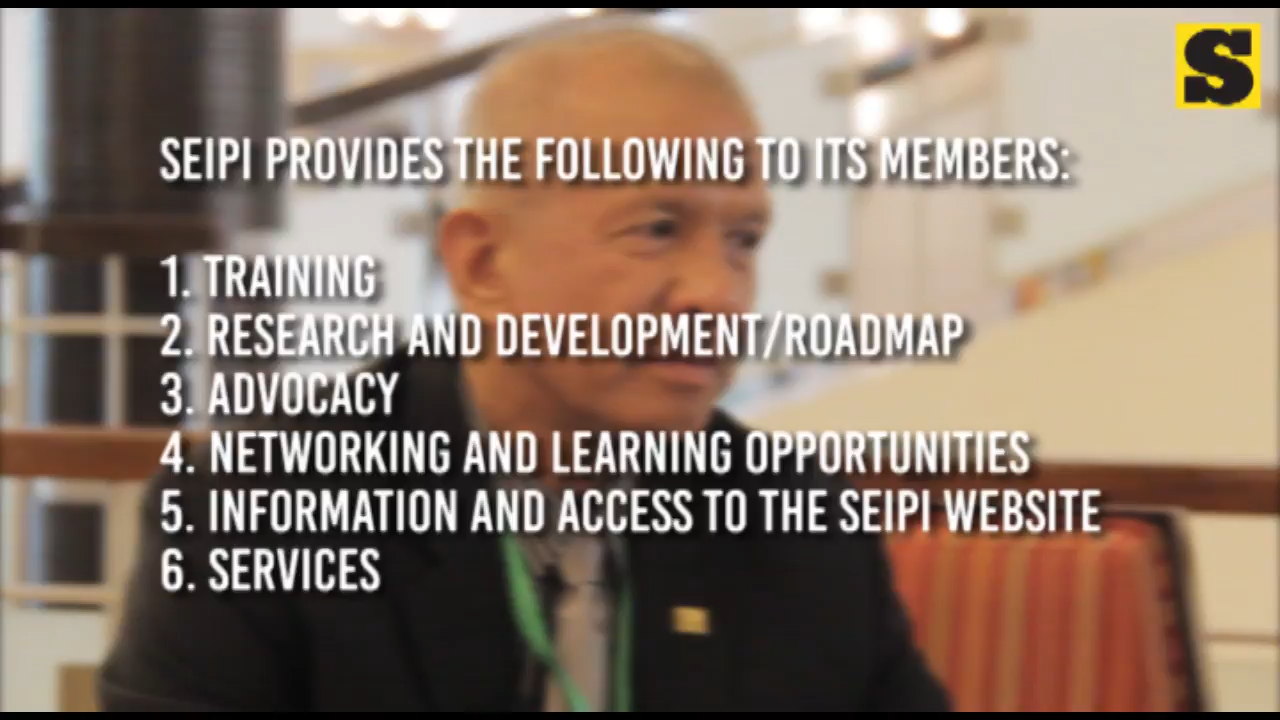 S
SEIPI PROVIDES THE FOLLOWING TO ITS MEMBERS:
1. TRAINING
2. RESEARCH AND DEVELOPMENT/ROADMAP
3. ADVOCACY
4. NETWORKING AND LEARNING OPPORTUNITIES
5. INFORMATION AND ACCESS TO THE SEIPI WEBSITE
6. SERVICES